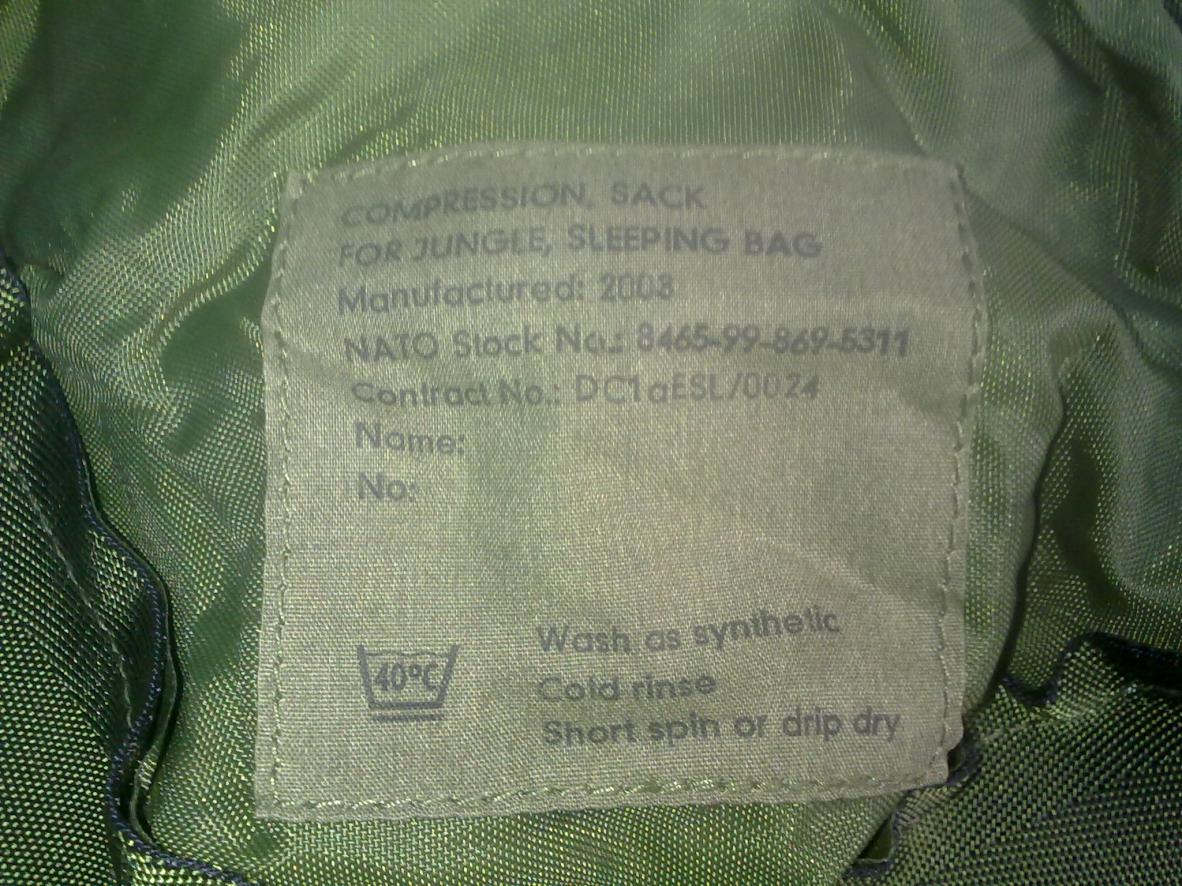 COMPRESSION, SACK
FOR JUNGLE, SLEEPING BAG
Manufactured: 2008
NATO Stock No.: 8465-99-869-5311
Contract No.: DC1aESL/0024
Name:
No:
40°C
Wash as synthetic
Cold rinse
Short spin or drip dry